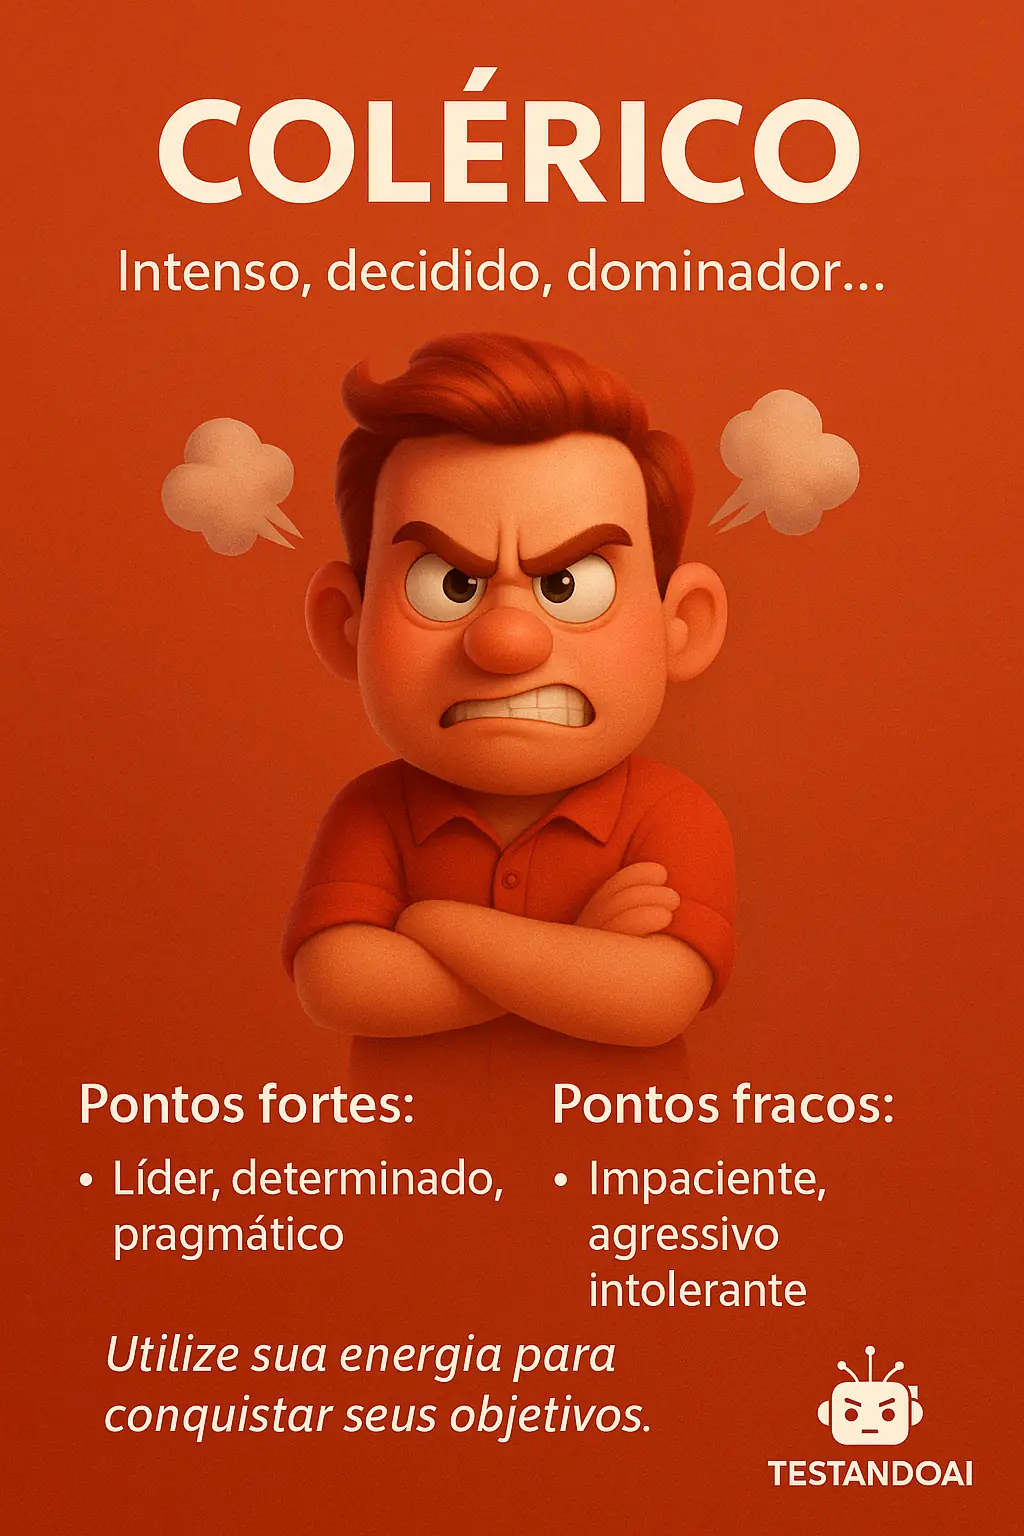 COLÉRICO
Intenso, decidido, dominador...
Pontos fortes:
• Líder, determinado,
pragmático
Pontos fracos:
• Impaciente,
agressivo
intolerante
Utilize sua energia para
conquistar seus objetivos.
TESTANDOAI